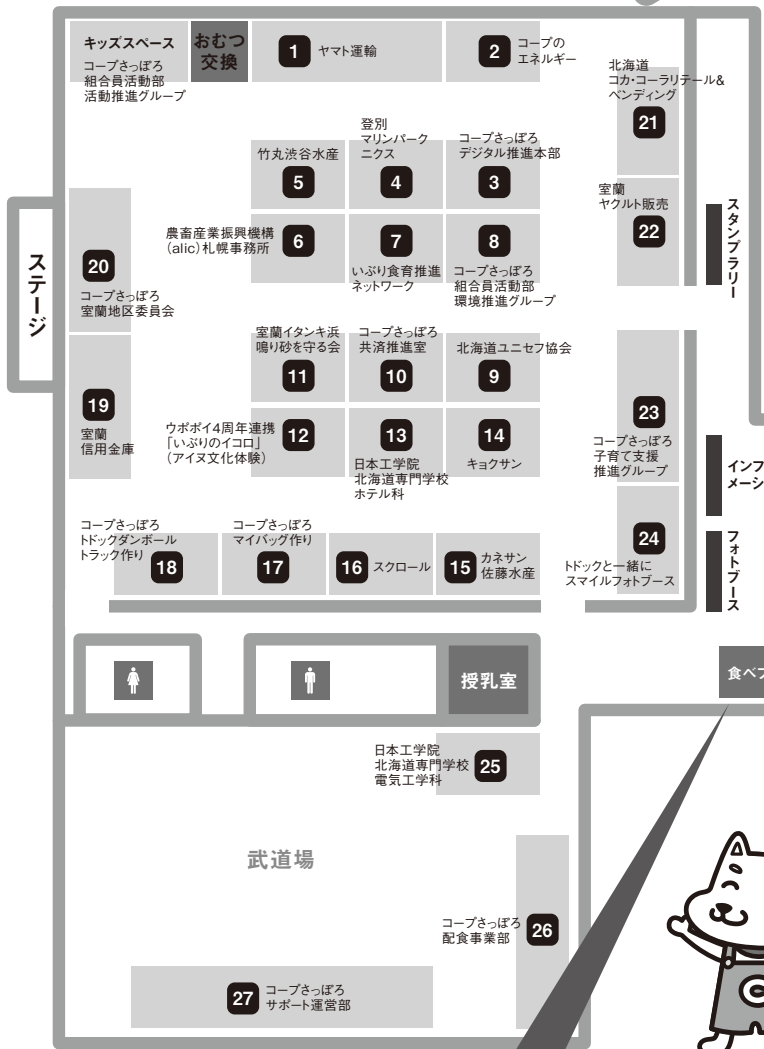 キッズスペース
コープさっぽろ
組合員活動部
活動推進グループ
おむつ
交換
1 ヤマト運輸
2 コープの
エネルギー
北海道
コカ・コーラリテール&
ベンディング
21
竹丸渋谷水産
5
登別
マリンパーク
ニクス
4
コープさっぽろ
デジタル推進本部
3
室蘭
ヤクルト販売
22
スタンプラリー
農畜産業振興機構
(alic)札幌事務所
6
7
いぶり食育推進
ネットワーク
8
コープさっぽろ
組合員活動部
環境推進グループ
ステージ
20
コープさっぽろ
室蘭地区委員会
室蘭イタンキ浜
鳴り砂を守る会
11
コープさっぽろ
共済推進室
10
北海道ユニセフ協会
9
19
室蘭
信用金庫
ウポポイ4周年連携
「いぶりのイコロ」
(アイヌ文化体験)
12
13
日本工学院
北海道専門学校
ホテル科
14
キョクサン
23
コープさっぽろ
子育て支援
推進グループ
インフ
メーシ
コープさっぽろ
トドックダンボール
トラック作り
18
コープさっぽろ
マイバッグ作り
17
16 スクロール
15 カネサン
佐藤水産
24
トドックと一緒に
スマイルフォトブース
フォトブース
授乳室
食べ
日本工学院
北海道専門学校
電気工学科
25
武道場
コープさっぽろ
配食事業部
26
27 コープさっぽろ
サポート運営部